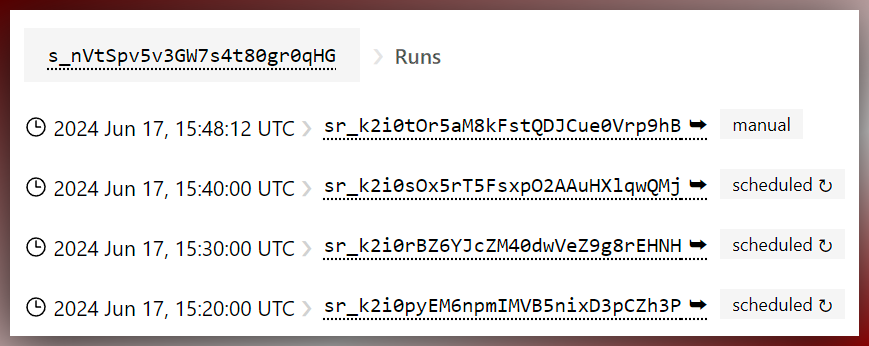 s_nVtSpv5v3GW7s4t80gr0qHG > Runs
2024 Jun 17, 15:48:12 UTC > sr_k2i0tOr5aM8kFstQDJCue0Vrp9hB ➥ manual
2024 Jun 17, 15:40:00 UTC > sr_k2i0sOx5rT5FsxpO2AAuHXlqwQMj ➥ scheduled ↻
2024 Jun 17, 15:30:00 UTC > sr_k2i0rBZ6YJcZM40dwVeZ9g8rEHNH ➥ scheduled ↻
2024 Jun 17, 15:20:00 UTC > sr_k2i0pyEM6npmIMVB5nixD3pCZh3P ➥ scheduled ↻